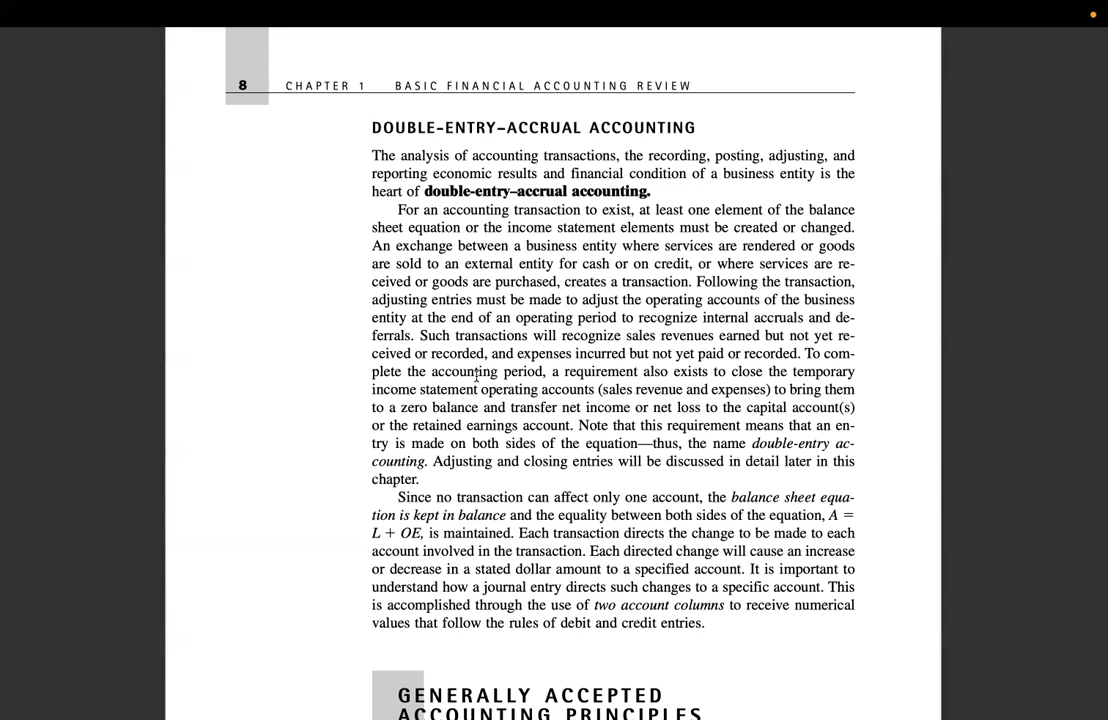 8 CHAPTER 1 BASIC FINANCIAL ACCOUNTING REVIEW
DOUBLE–ENTRY–ACCRUAL ACCOUNTING
The analysis of accounting transactions, the recording, posting, adjusting, and
reporting economic results and financial condition of a business entity is the
heart of double-entry–accrual accounting.
For an accounting transaction to exist, at least one element of the balance
sheet equation or the income statement elements must be created or changed.
An exchange between a business entity where services are rendered or goods
are sold to an external entity for cash or on credit, or where services are re-
ceived or goods are purchased, creates a transaction. Following the transaction,
adjusting entries must be made to adjust the operating accounts of the business
entity at the end of an operating period to recognize internal accruals and de-
ferrals. Such transactions will recognize sales revenues earned but not yet re-
ceived or recorded, and expenses incurred but not yet paid or recorded. To com-
plete the accounting period, a requirement also exists to close the temporary
income statement operating accounts (sales revenue and expenses) to bring them
to a zero balance and transfer net income or net loss to the capital account(s)
or the retained earnings account. Note that this requirement means that an en-
try is made on both sides of the equation—thus, the name double-entry ac-
counting. Adjusting and closing entries will be discussed in detail later in this
chapter.
Since no transaction can affect only one account, the balance sheet equa-
tion is kept in balance and the equality between both sides of the equation, A =
L + OE, is maintained. Each transaction directs the change to be made to each
account involved in the transaction. Each directed change will cause an increase
or decrease in a stated dollar amount to a specified account. It is important to
understand how a journal entry directs such changes to a specific account. This
is accomplished through the use of two account columns to receive numerical
values that follow the rules of debit and credit entries.
GENERALLY ACCEPTED
ACCOUNTING PRINCIPLES